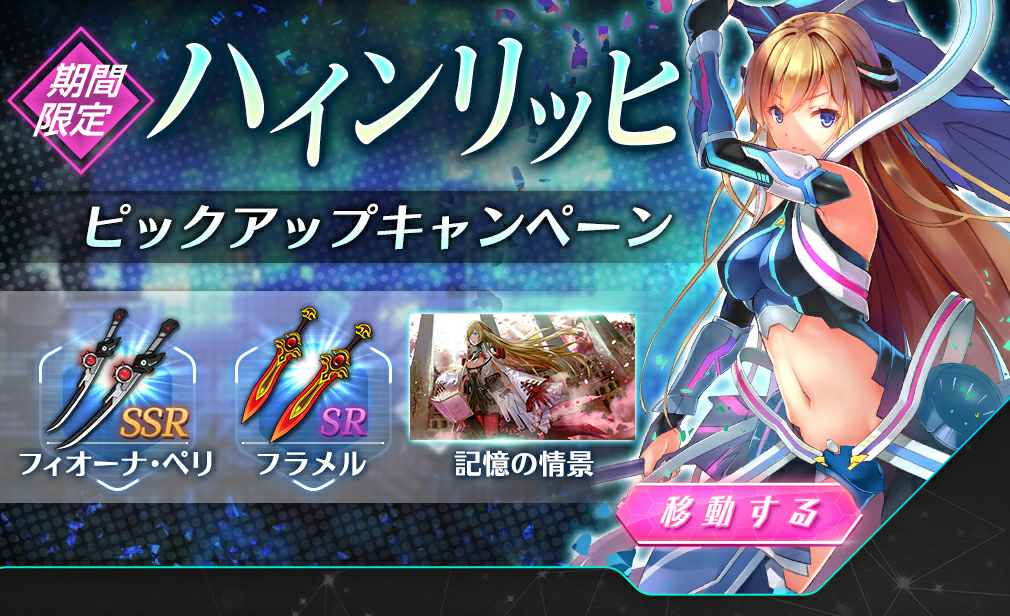 期間
限定
ハインリッヒ
ピックアップキャンペーン
SSR
SR
フィオーナ・ペリ
フラメル
記憶の情景
移動する